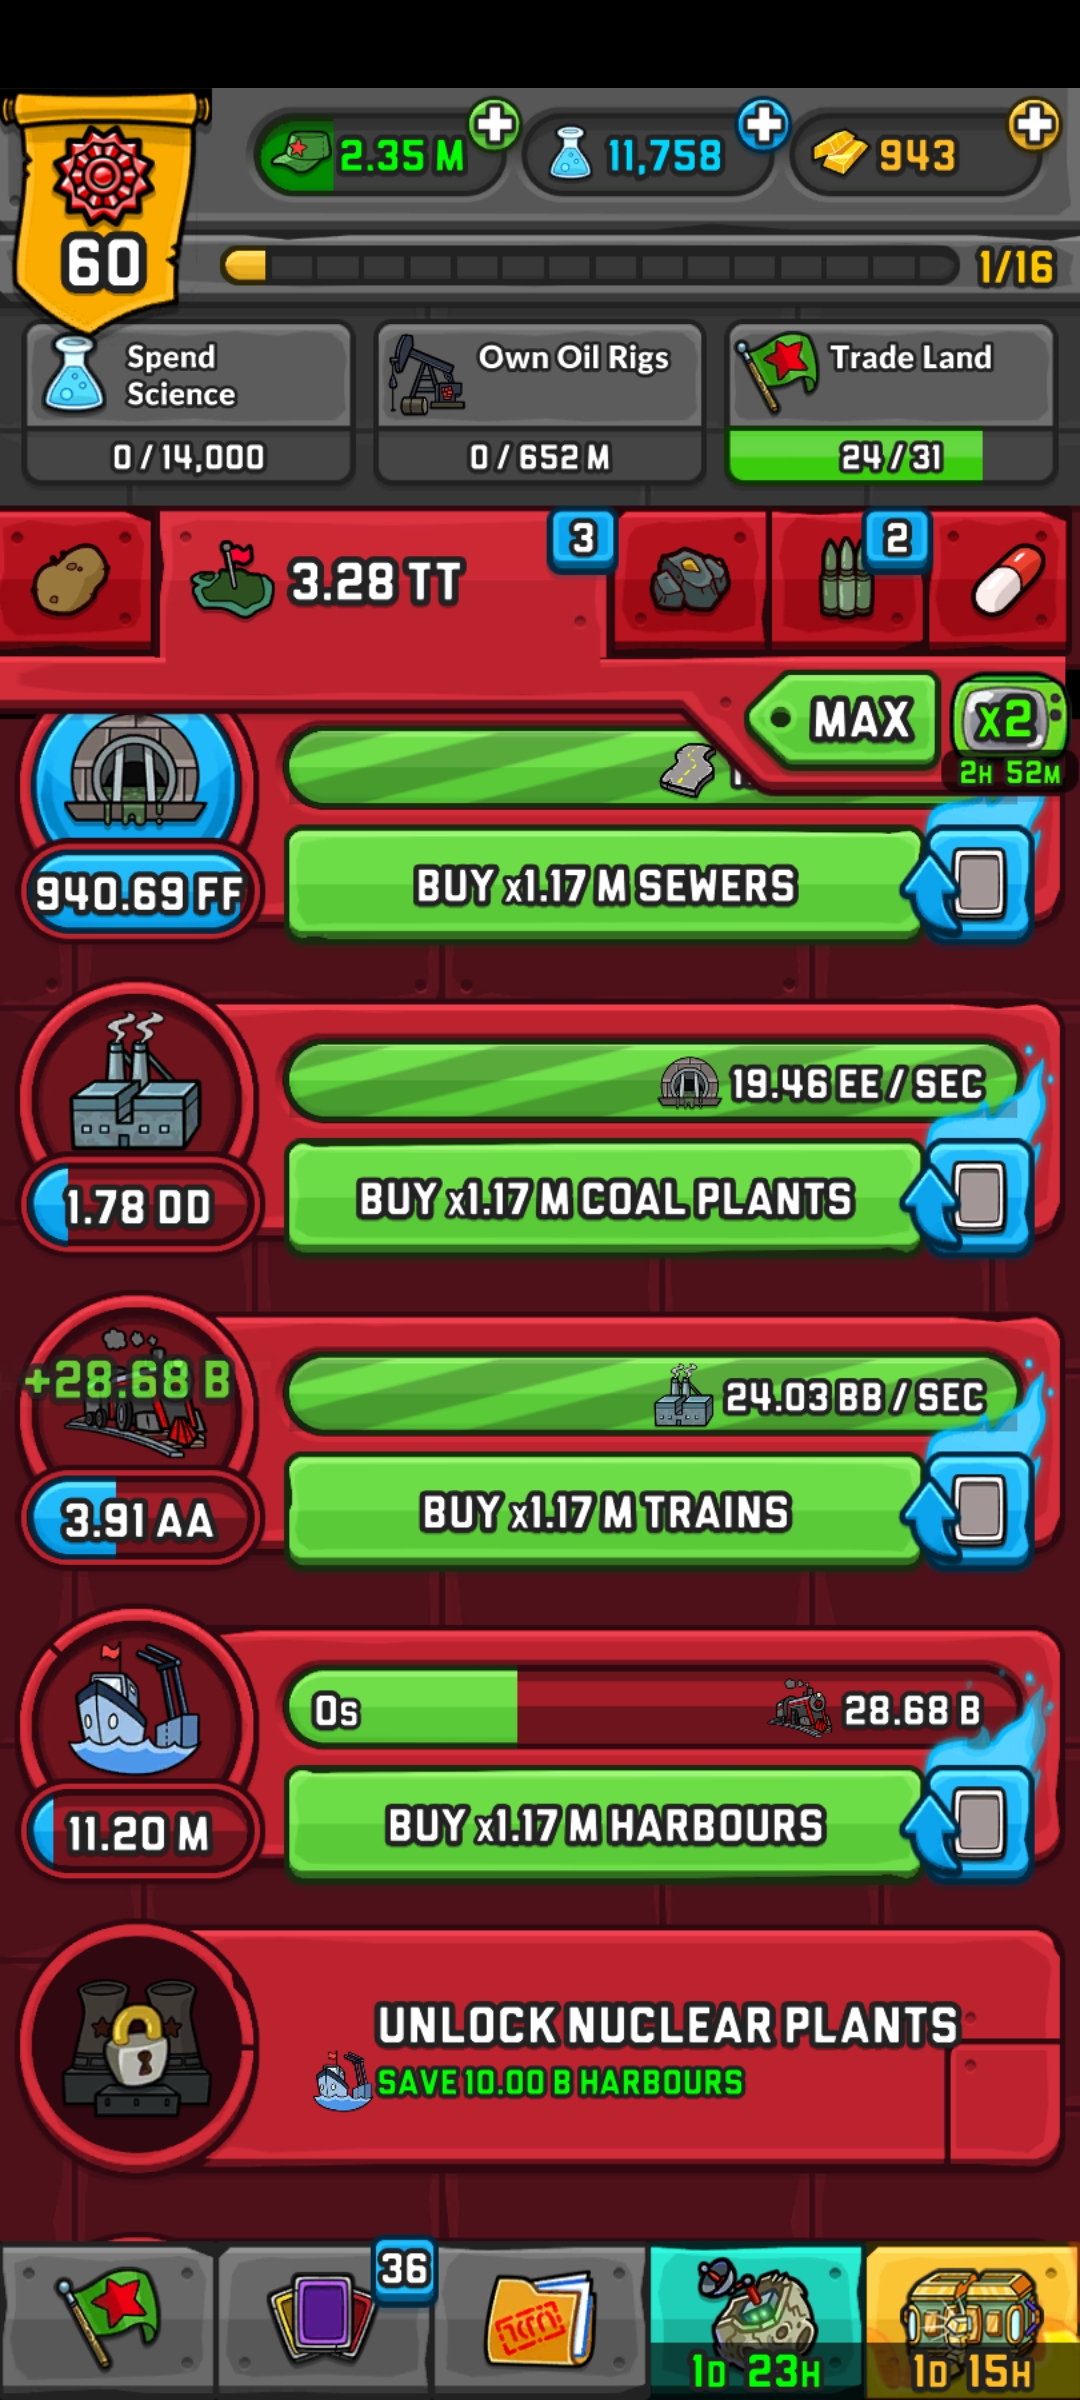 2.35 M
11,758
943
60
1/16
Spend
Science
0 / 14,000
Own Oil Rigs
0 / 652 M
Trade Land
24 / 31
3.28 TT
3
2
MAX
x2
2H 52M
940.69 FF
BUY x1.17 M SEWERS
19.46 EE / SEC
1.78 DD
BUY x1.17 M COAL PLANTS
+28.68 B
24.03 BB / SEC
3.91 AA
BUY x1.17 M TRAINS
0s
28.68 B
11.20 M
BUY x1.17 M HARBOURS
UNLOCK NUCLEAR PLANTS
SAVE 10.00 B HARBOURS
36
1D 23H
1D 15H